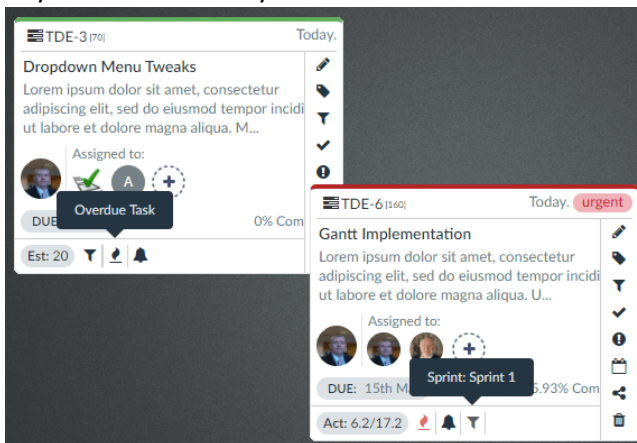 TDE-3 [70] Today.
Dropdown Menu Tweaks
Lorem ipsum dolor sit amet, consectetur
adipiscing elit, sed do eiusmod tempor incidi
ut labore et dolore magna aliqua. M...
Assigned to:
A
Overdue Task
DUE 0% Com
Est: 20
TDE-6 [160] Today. urgent
Gantt Implementation
Lorem ipsum dolor sit amet, consectetur
adipiscing elit, sed do eiusmod tempor incidi
ut labore et dolore magna aliqua. U...
Assigned to:
Sprint: Sprint 1
DUE: 15th M 5.93% Com
Act: 6.2/17.2